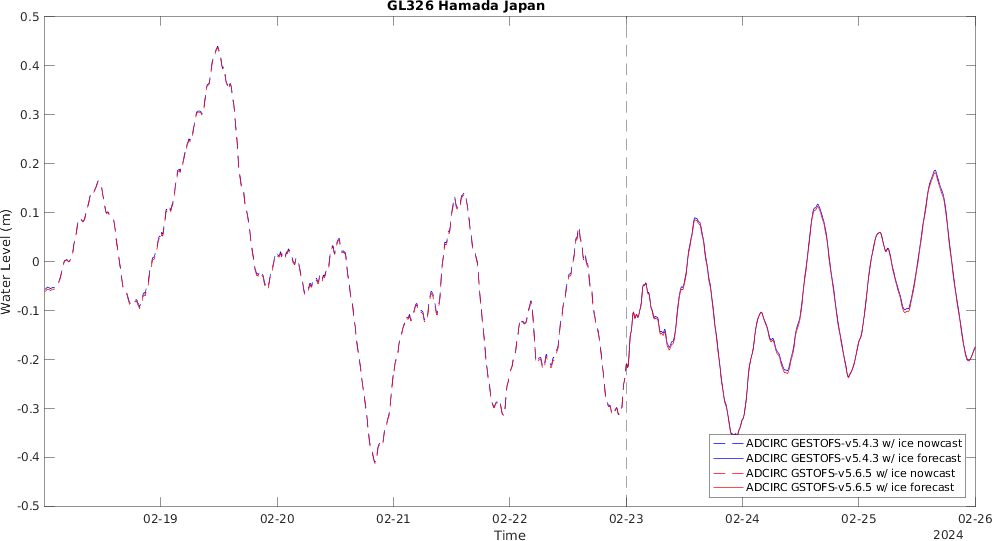 GL326 Hamada Japan
0.5
0.4
0.3
0.2
0.1
0
-0.1
-0.2
-0.3
-0.4
-0.5
Water Level (m)
ADCIRC GESTOFS-v5.4.3 w/ ice nowcast
ADCIRC GESTOFS-v5.4.3 w/ ice forecast
ADCIRC GSTOFS-v5.6.5 w/ ice nowcast
ADCIRC GSTOFS-v5.6.5 w/ ice forecast
02-19 02-20 02-21 02-22 02-23 02-24 02-25 02-26
Time
2024